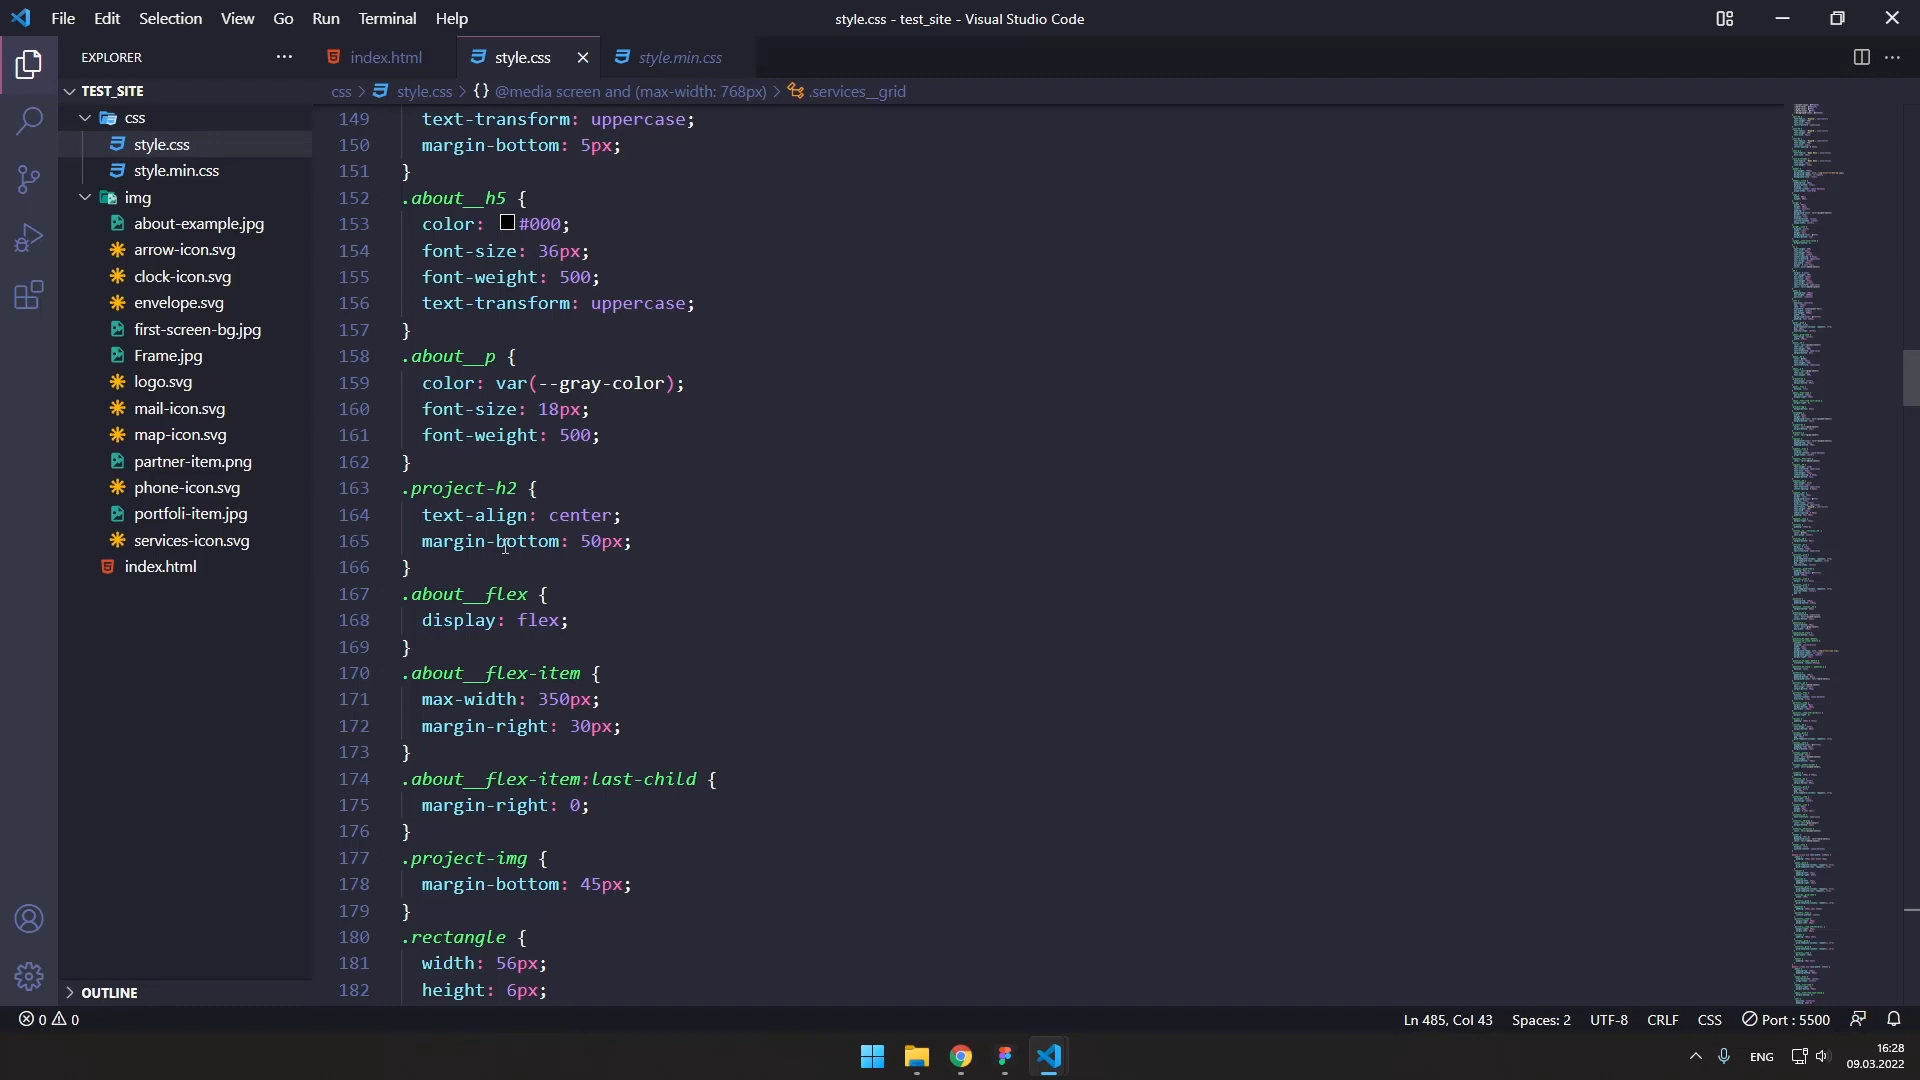 File Edit Selection View Go Run Terminal Help
style.css - test_site - Visual Studio Code
EXPLORER
index.html
style.css
style.min.css
TEST_SITE
css > style.css > {} @media screen and (max-width: 768px) > .services__grid
css
style.css
style.min.css
img
about-example.jpg
arrow-icon.svg
clock-icon.svg
envelope.svg
first-screen-bg.jpg
Frame.jpg
logo.svg
mail-icon.svg
map-icon.svg
partner-item.png
phone-icon.svg
portfoli-item.jpg
services-icon.svg
index.html
OUTLINE
149 text-transform: uppercase;
150 margin-bottom: 5px;
151 }
152 .about__h5 {
153 color: #000;
154 font-size: 36px;
155 font-weight: 500;
156 text-transform: uppercase;
157 }
158 .about__p {
159 color: var(--gray-color);
160 font-size: 18px;
161 font-weight: 500;
162 }
163 .project-h2 {
164 text-align: center;
165 margin-bottom: 50px;
166 }
167 .about__flex {
168 display: flex;
169 }
170 .about__flex-item {
171 max-width: 350px;
172 margin-right: 30px;
173 }
174 .about__flex-item:last-child {
175 margin-right: 0;
176 }
177 .project-img {
178 margin-bottom: 45px;
179 }
180 .rectangle {
181 width: 56px;
182 height: 6px;
0 0
Ln 485, Col 43 Spaces: 2 UTF-8 CRLF CSS Port : 5500
ENG
16:28
09.03.2022